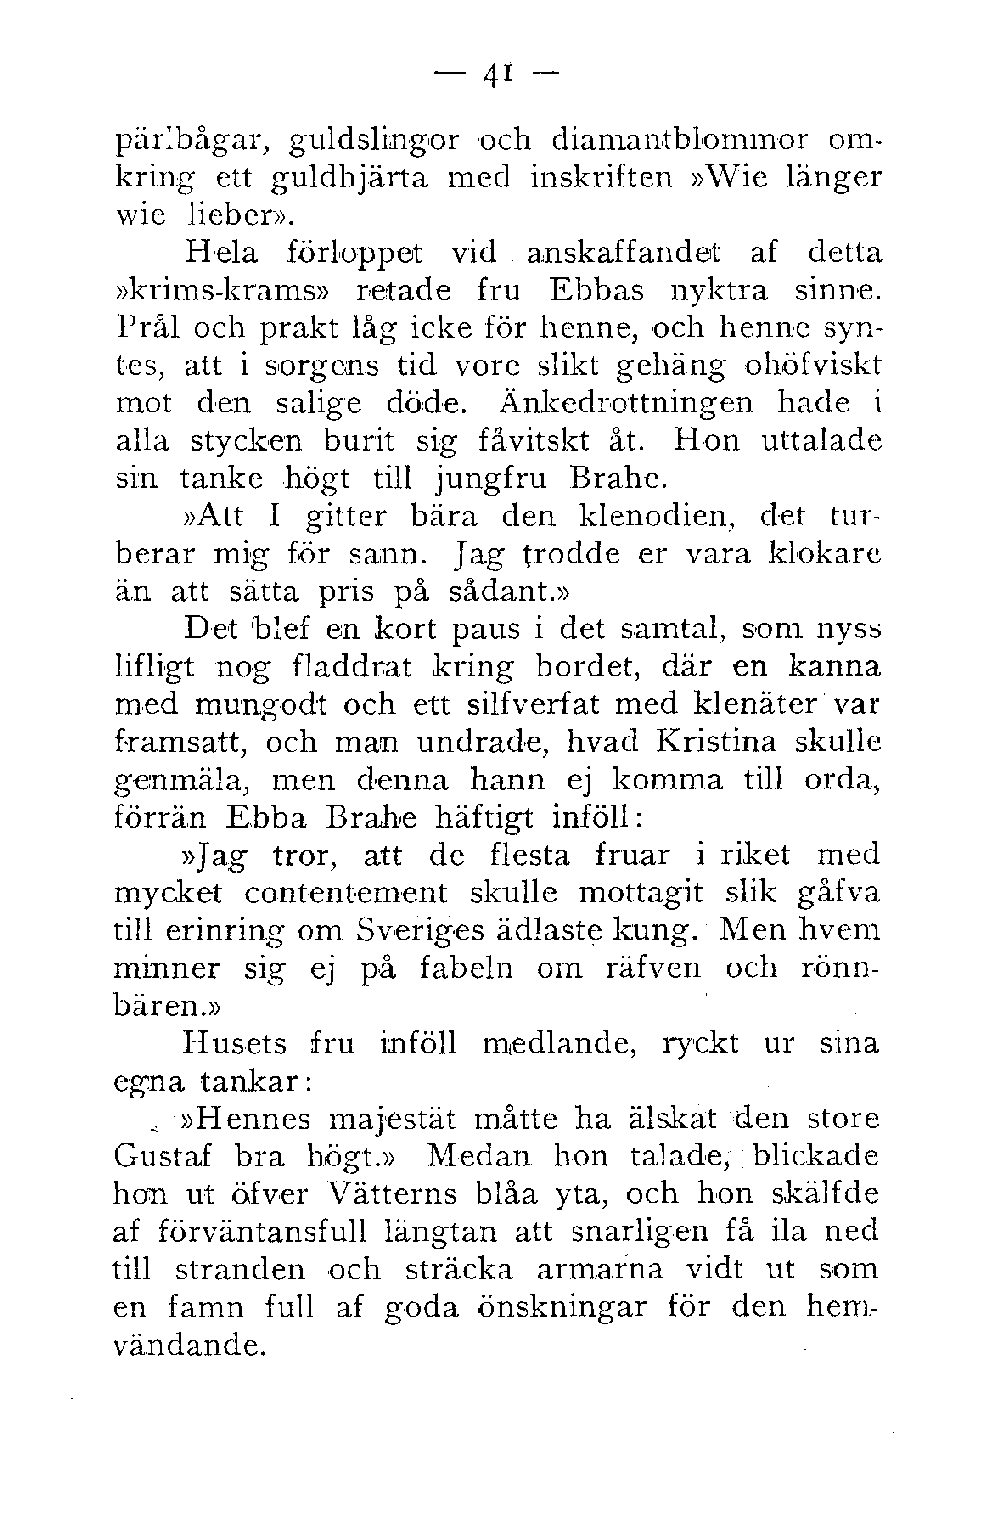 — 41 —
pärlbågar, guldslingor och diamantblommor om-
kring ett guldhjärta med inskriften »Wie länger
wie lieber».
Hela förloppet vid anskaffandet af detta
»krims-krams» retade fru Ebbas nyktra sinne.
Prål och prakt låg icke för henne, och henne syn-
tes, att i sorgens tid vore slikt gehäng ohöfviskt
mot den salige döde. Änkedrottningen hade i
alla stycken burit sig fåvitskt åt. Hon uttalade
sin tanke högt till jungfru Brahe.
»Att I gitter bära den klenodien, det tur-
berar mig för sann. Jag trodde er vara klokare
än att sätta pris på sådant.»
Det blef en kort paus i det samtal, som nyss
lifligt nog fladdrat kring bordet, där en kanna
med mungodt och ett silfverfat med klenäter var
framsatt, och man undrade, hvad Kristina skulle
genmäla, men denna hann ej komma till orda,
förrän Ebba Brahe häftigt inföll:
»Jag tror, att de flesta fruar i riket med
mycket contentement skulle mottagit slik gåfva
till erinring om Sveriges ädlaste kung. Men hvem
minner sig ej på fabeln om räfven och rönn-
bären.»
Husets fru inföll medlande, ryckt ur sina
egna tankar:
»Hennes majestät måtte ha älskat den store
Gustaf bra högt.» Medan hon talade, blickade
hon ut öfver Vätterns blåa yta, och hon skälfde
af förväntansfull längtan att snarligen få ila ned
till stranden och sträcka armarna vidt ut som
en famn full af goda önskningar för den hem-
vändande.